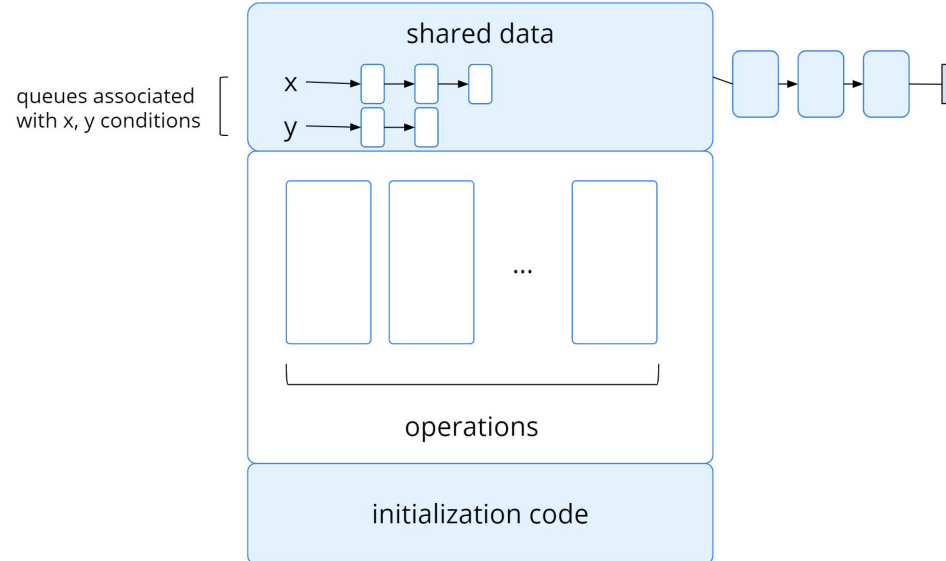 shared data
queues associated
with x, y conditions
x
y
...
operations
initialization code